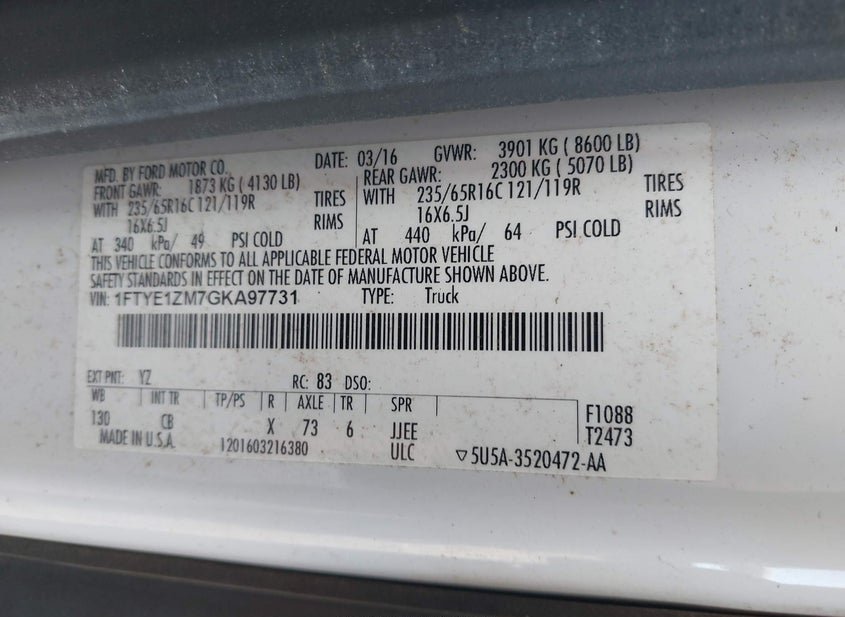 MFD. BY FORD MOTOR CO. DATE: 03/16 GVWR: 3901 KG ( 8600 LB)
FRONT GAWR: 1873 KG ( 4130 LB) REAR GAWR: 2300 KG ( 5070 LB)
WITH 235/65R16C 121/119R TIRES WITH 235/65R16C 121/119R TIRES
16X6.5J RIMS 16X6.5J RIMS
AT 340 kPa/ 49 PSI COLD AT 440 kPa/ 64 PSI COLD
THIS VEHICLE CONFORMS TO ALL APPLICABLE FEDERAL MOTOR VEHICLE
SAFETY STANDARDS IN EFFECT ON THE DATE OF MANUFACTURE SHOWN ABOVE.
VIN: 1FTYE1ZM7GKA97731 TYPE: Truck
EXT PNT: YZ RC: 83 DSO:
WB INT TR TP/PS R AXLE TR SPR
130 CB X 73 6 JJEE F1088
MADE IN U.S.A. 1201603216380 ULC T2473
▽5U5A-3520472-AA